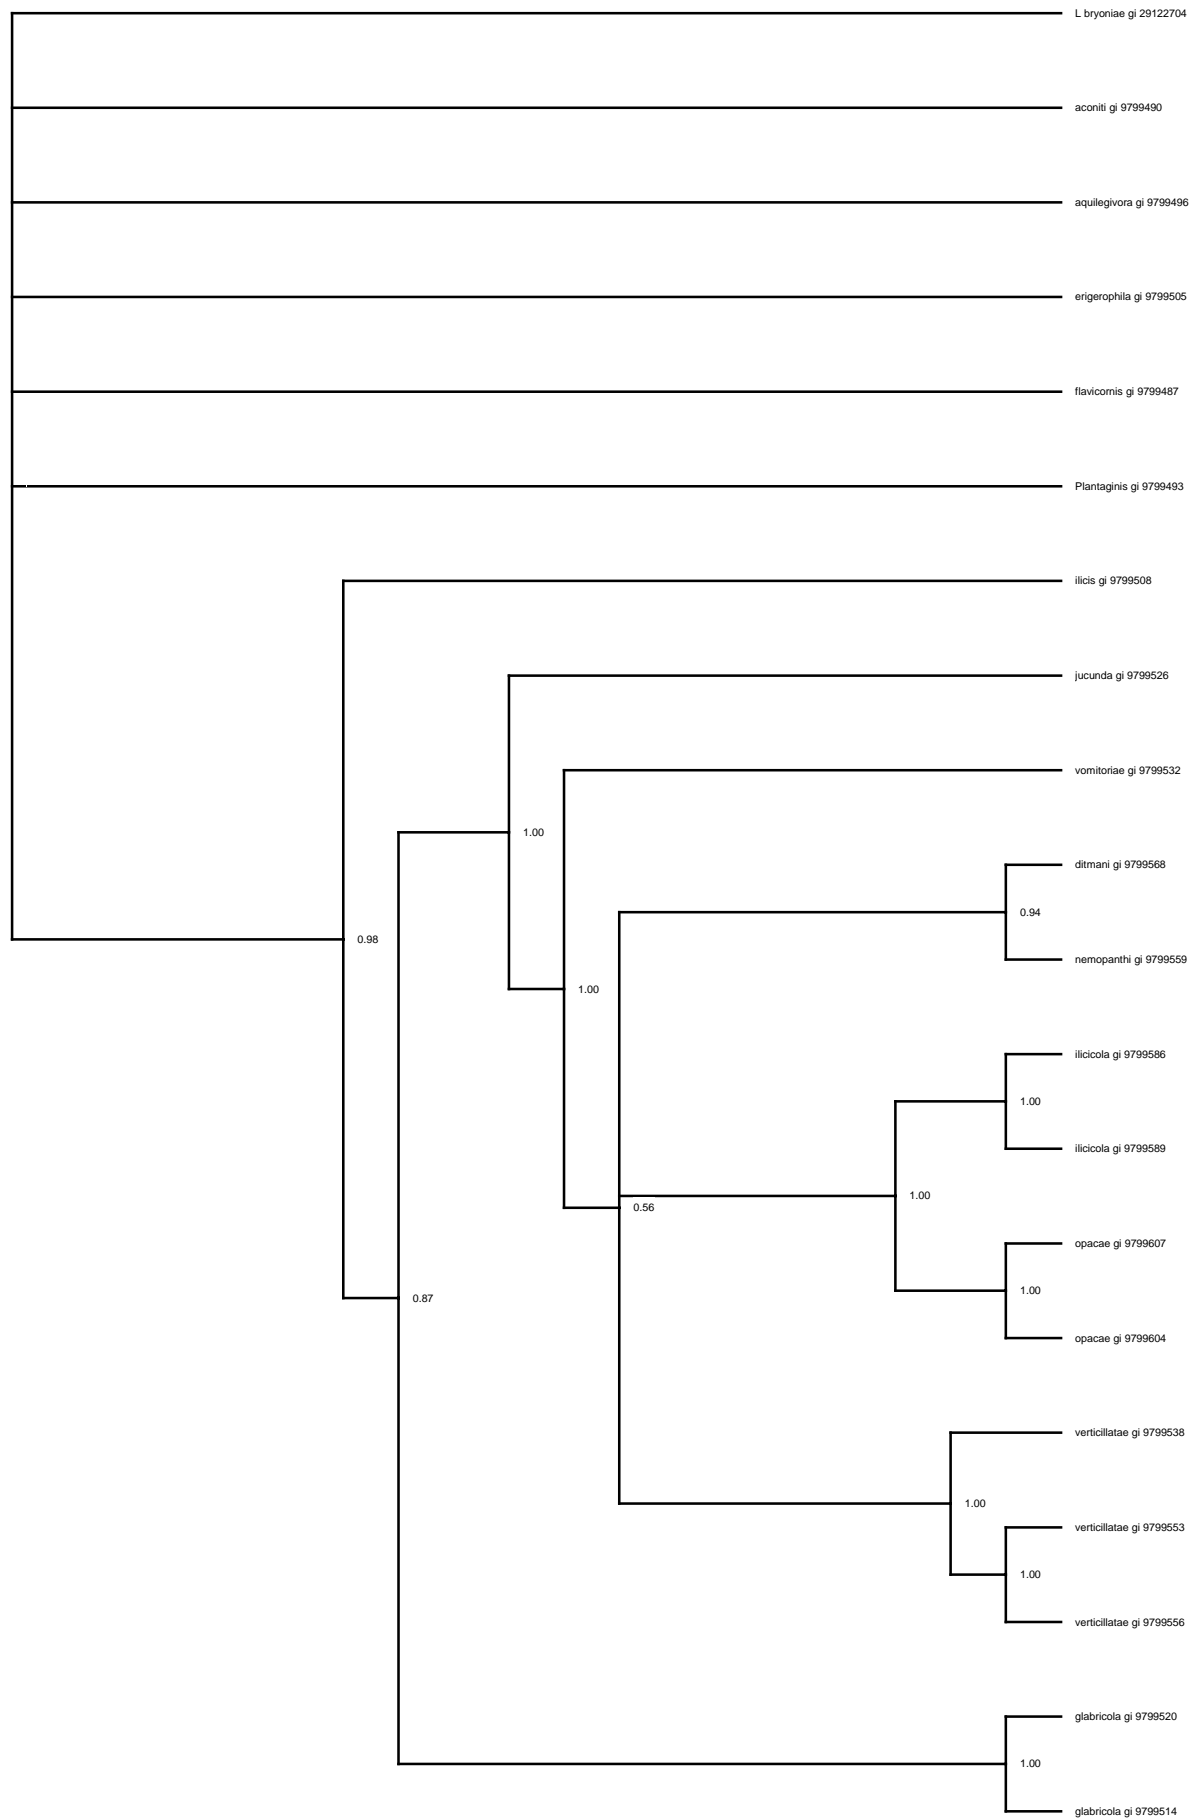 L bryoniae gi 29122704
aconiti gi 9799490
aquilegivora gi 9799496
erigerophila gi 9799505
flavicornis gi 9799487
Plantaginis gi 9799493
ilicis gi 9799508
jucunda gi 9799526
vomitoriae gi 9799532
1.00
ditmani gi 9799568
0.94
0.98
nemopanthi gi 9799559
1.00
ilicicola gi 9799586
1.00
ilicicola gi 9799589
1.00
0.56
opacae gi 9799607
1.00
0.87
opacae gi 9799604
verticillatae gi 9799538
1.00
verticillatae gi 9799553
1.00
verticillatae gi 9799556
glabricola gi 9799520
1.00
glabricola gi 9799514